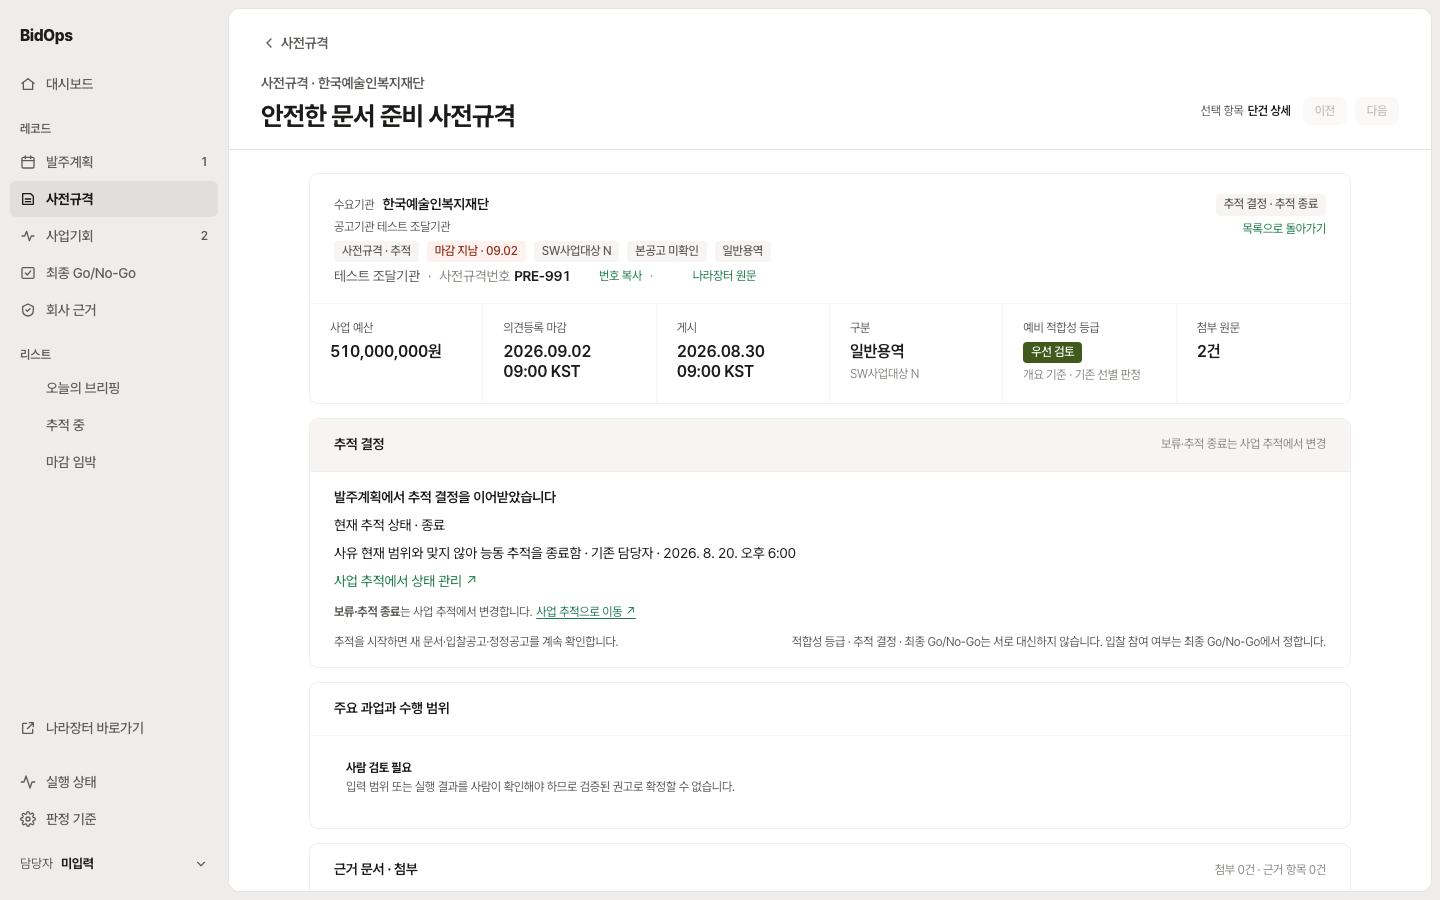 BidOps
대시보드
레코드
발주계획 1
사전규격
사업기회 2
최종 Go/No-Go
회사 근거
리스트
오늘의 브리핑
추적 중
마감 임박
나라장터 바로가기
실행 상태
판정 기준
담당자 미입력
사전규격
사전규격 · 한국예술인복지재단
안전한 문서 준비 사전규격
선택 항목 단건 상세 이전 다음
수요기관 한국예술인복지재단
추적 결정 · 추적 종료
공고기관 테스트 조달기관
목록으로 돌아가기
사전규격 · 추적 마감 지남 · 09.02 SW사업대상 N 본공고 미확인 일반용역
테스트 조달기관 · 사전규격번호 PRE-991 번호 복사 · 나라장터 원문
사업 예산
510,000,000원
의견등록 마감
2026.09.02
09:00 KST
게시
2026.08.30
09:00 KST
구분
일반용역
SW사업대상 N
예비 적합성 등급
우선 검토
개요 기준 · 기존 선별 판정
첨부 원문
2건
추적 결정
보류·추적 종료는 사업 추적에서 변경
발주계획에서 추적 결정을 이어받았습니다
현재 추적 상태 · 종료
사유 현재 범위와 맞지 않아 능동 추적을 종료함 · 기존 담당자 · 2026. 8. 20. 오후 6:00
사업 추적에서 상태 관리 ↗
보류·추적 종료는 사업 추적에서 변경합니다. 사업 추적으로 이동 ↗
추적을 시작하면 새 문서·입찰공고·정정공고를 계속 확인합니다.
적합성 등급 · 추적 결정 · 최종 Go/No-Go는 서로 대신하지 않습니다. 입찰 참여 여부는 최종 Go/No-Go에서 정합니다.
주요 과업과 수행 범위
사람 검토 필요
입력 범위 또는 실행 결과를 사람이 확인해야 하므로 검증된 권고로 확정할 수 없습니다.
근거 문서 · 첨부
첨부 0건 · 근거 항목 0건